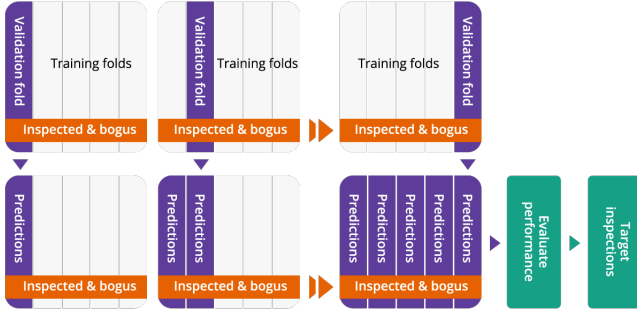 Validation fold
Training folds
Inspected & bogus
Validation fold
Training folds
Inspected & bogus
Training folds
Validation fold
Inspected & bogus
Predictions
Inspected & bogus
Predictions
Predictions
Inspected & bogus
Predictions
Predictions
Predictions
Predictions
Predictions
Inspected & bogus
Evaluate
performance
Target
inspections